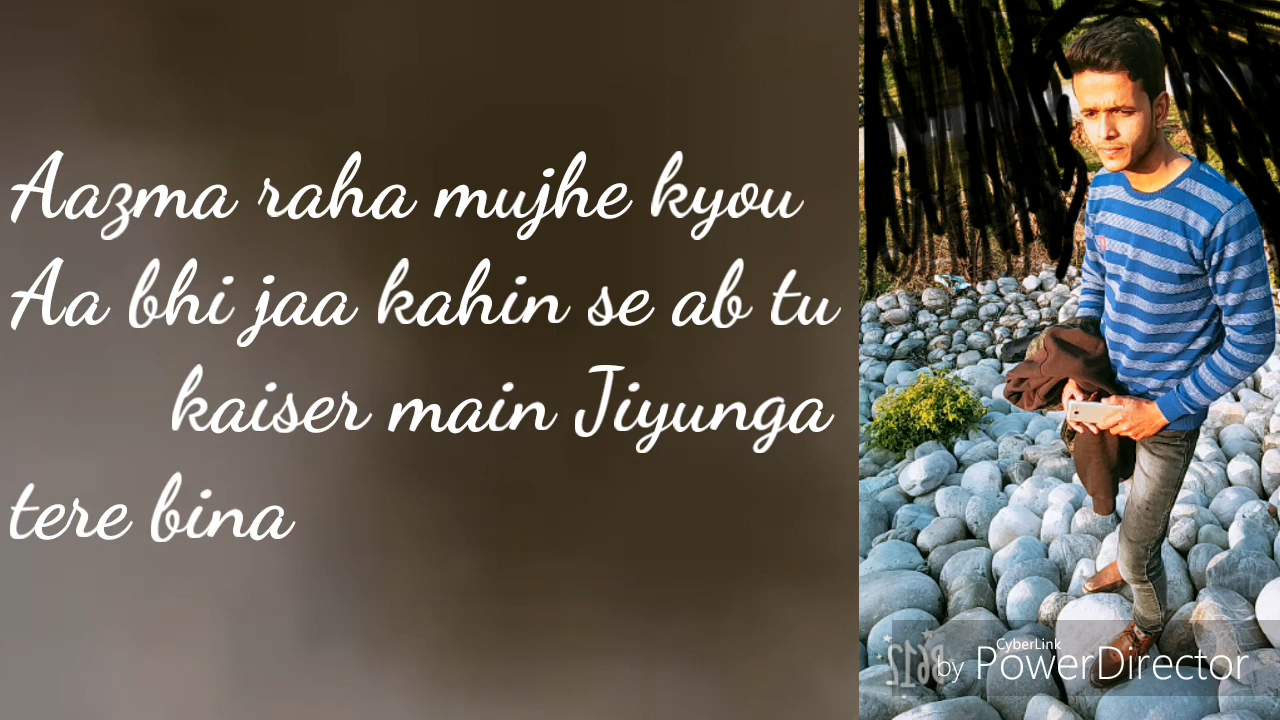 Aazma raha mujhe kyou
Aa bhi jaa kahin se ab tu
kaiser main Jiyunga
tere bina
B612
CyberLink
by PowerDirector